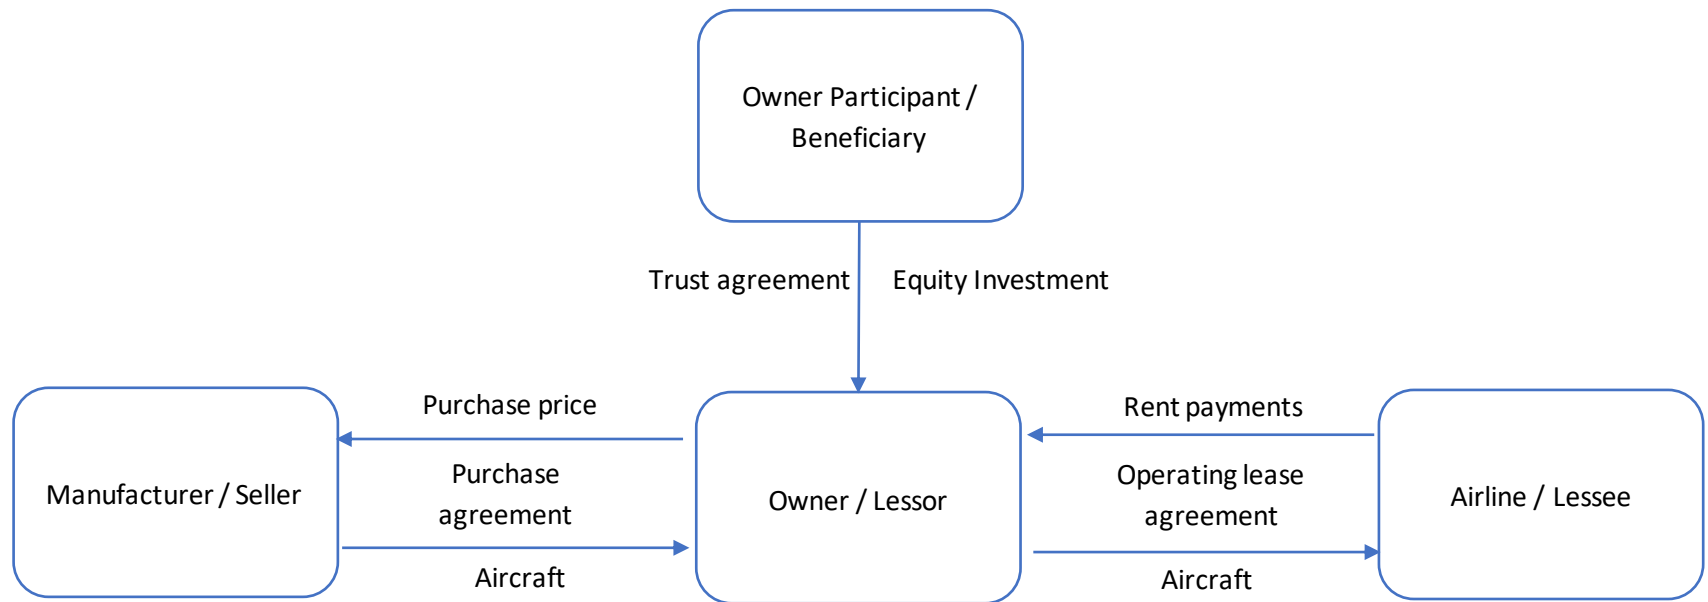 Owner Participant / 
Beneficiary
Trust agreement
Equity Investment
Purchase price
Rent payments
Manufacturer / Seller
Purchase
agreement
Owner / Lessor
Operating lease
agreement
Airline / Lessee
Aircraft
Aircraft